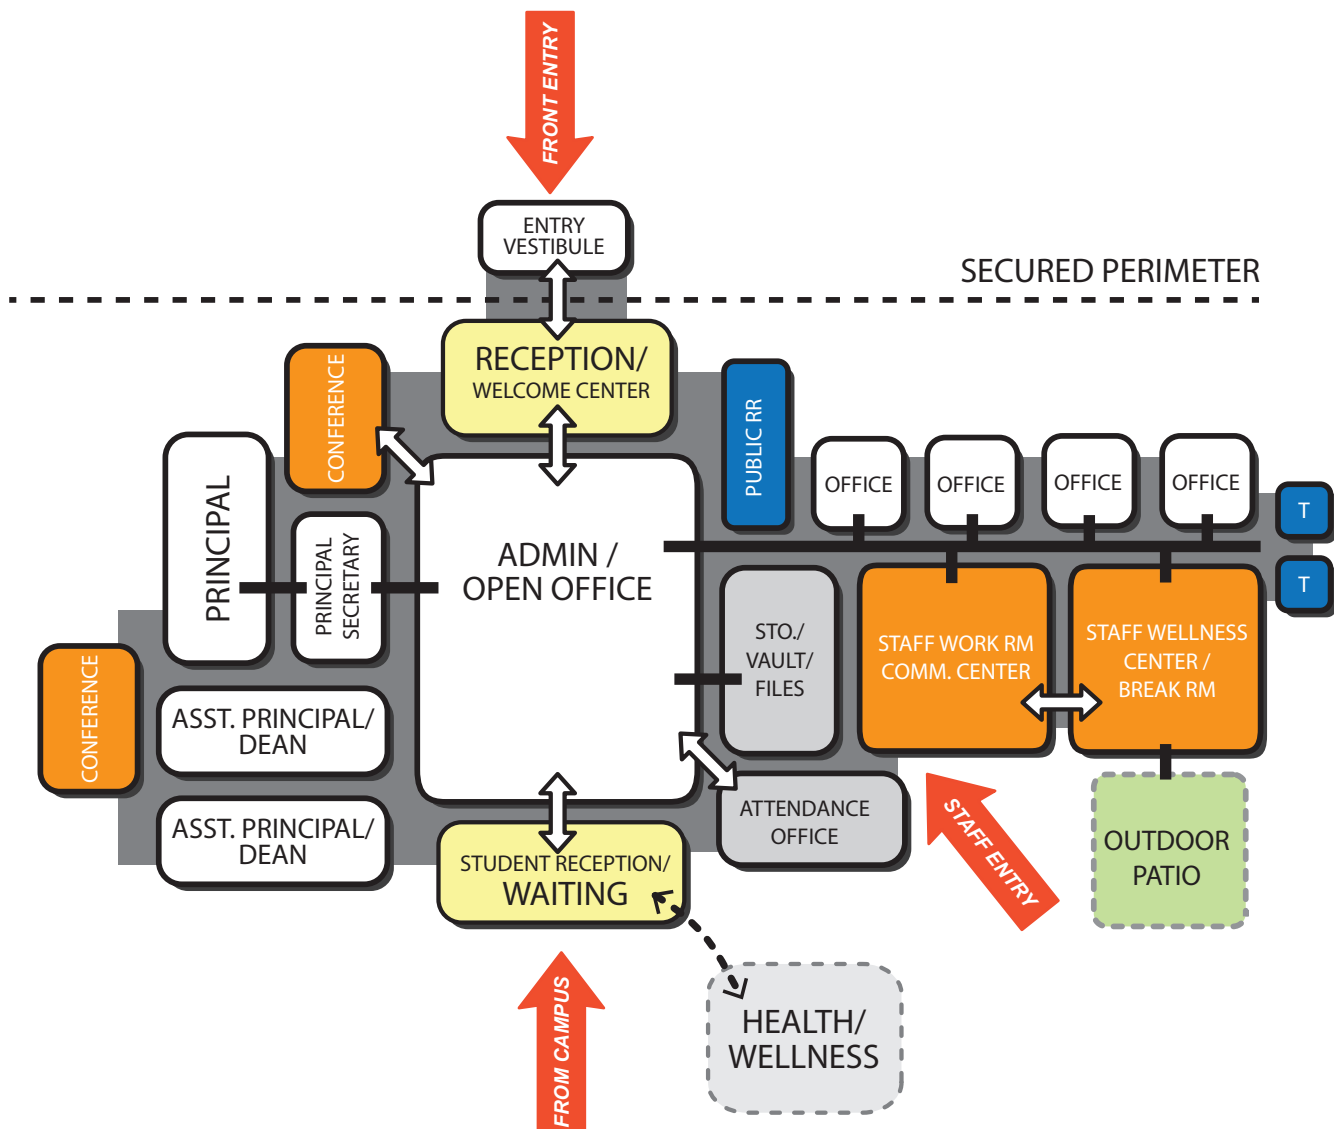 FRONT ENTRY
ENTRY
VESTIBULE
SECURED PERIMETER
RECEPTION/
WELCOME CENTER
CONFERENCE
PUBLIC RR
PRINCIPAL
OFFICE
OFFICE
OFFICE
OFFICE
T
T
PRINCIPAL
SECRETARY
ADMIN /
OPEN OFFICE
STO./
VAULT/
FILES
STAFF WORK RM
COMM. CENTER
STAFF WELLNESS
CENTER /
BREAK RM
CONFERENCE
ASST. PRINCIPAL/
DEAN
ASST. PRINCIPAL/
DEAN
ATTENDANCE
OFFICE
STAFF ENTRY
OUTDOOR
PATIO
STUDENT RECEPTION/
WAITING
FROM CAMPUS
HEALTH/
WELLNESS